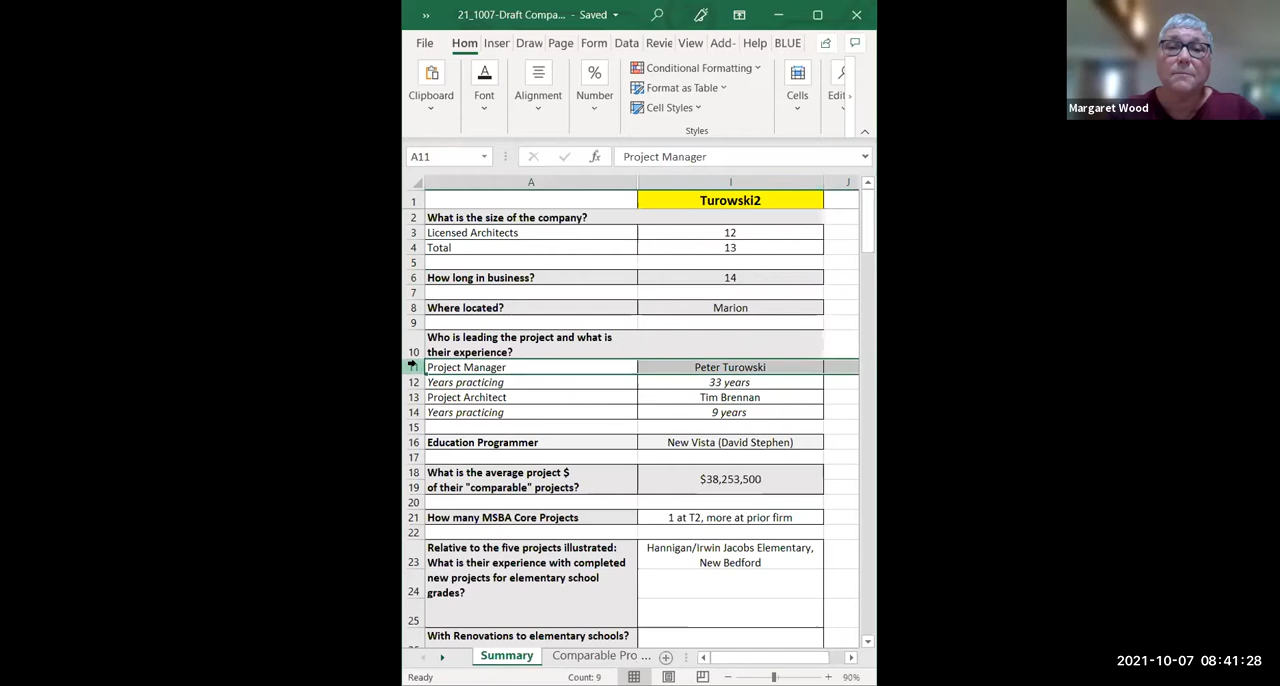 21_1007-Draft Compa... - Saved
File Hom Inser Draw Page Form Data Revie View Add- Help BLUE
Clipboard
Font
Alignment
Number
Conditional Formatting
Format as Table
Cell Styles
Styles
Cells
Edit
A11
fx
Project Manager
A I J
1 Turowski2
2 What is the size of the company?
3 Licensed Architects 12
4 Total 13
5
6 How long in business? 14
7
8 Where located? Marion
9
Who is leading the project and what is
10 their experience?
11 Project Manager Peter Turowski
12 Years practicing 33 years
13 Project Architect Tim Brennan
14 Years practicing 9 years
15
16 Education Programmer New Vista (David Stephen)
17
18 What is the average project $
19 of their "comparable" projects? $38,253,500
20
21 How many MSBA Core Projects 1 at T2, more at prior firm
22
Relative to the five projects illustrated: Hannigan/Irwin Jacobs Elementary,
23 What is their experience with completed New Bedford
new projects for elementary school
24 grades?
25
With Renovations to elementary schools?
Summary Comparable Pro ...
Ready Count: 9 90%
Margaret Wood
2021-10-07 08:41:28